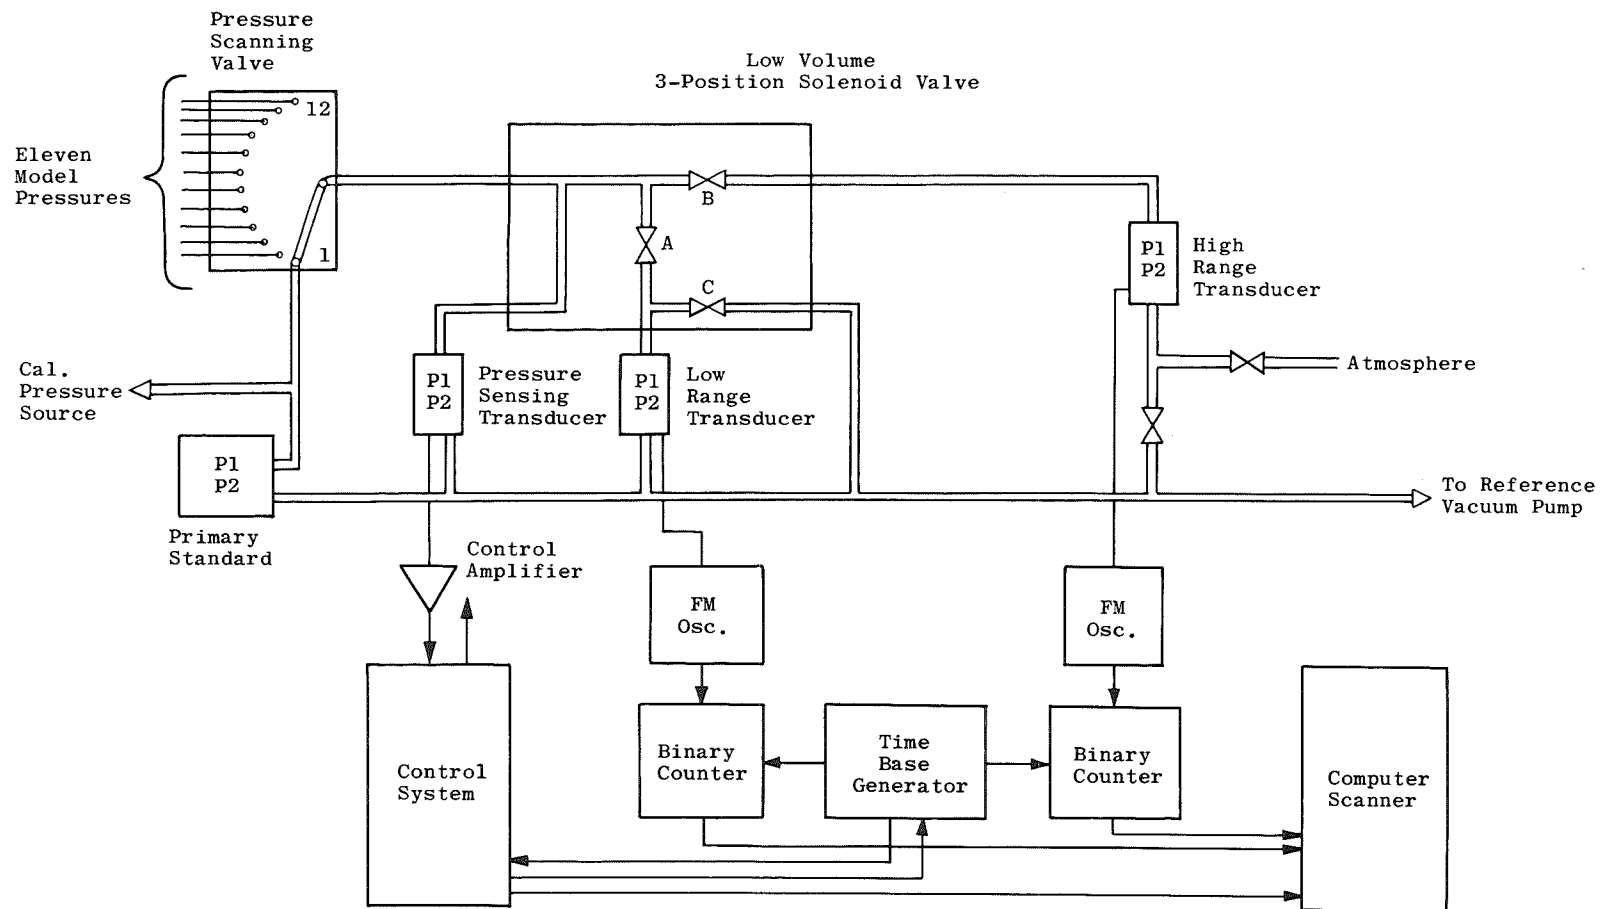 Pressure
Scanning
Valve
Low Volume
3-Position Solenoid Valve
12
Eleven
Model
Pressures
1
B
A
C
P1
P2
High
Range
Transducer
Cal.
Pressure
Source
P1
P2
Pressure
Sensing
Transducer
P1
P2
Low
Range
Transducer
Atmosphere
P1
P2
Primary
Standard
To Reference
Vacuum Pump
Control
Amplifier
FM
Osc.
FM
Osc.
Control
System
Binary
Counter
Time
Base
Generator
Binary
Counter
Computer
Scanner